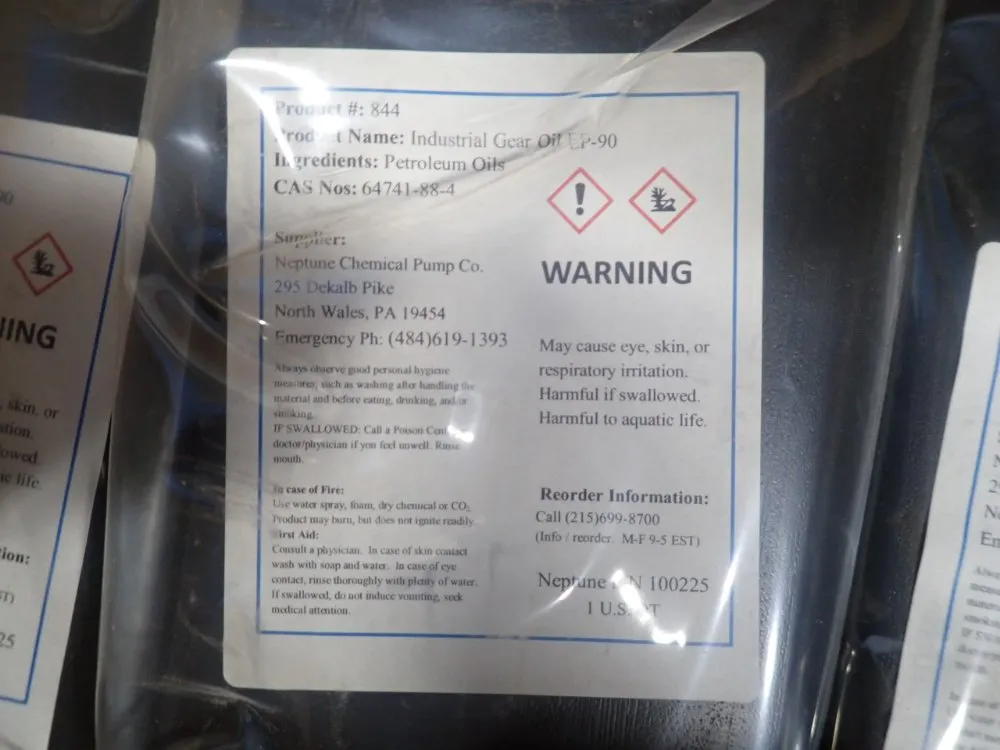 Product #: 844
Product Name: Industrial Gear Oil EP-90
Ingredients: Petroleum Oils
CAS Nos: 64741-88-4
Supplier:
Neptune Chemical Pump Co.
295 Dekalb Pike
North Wales, PA 19454
Emergency Ph: (484)619-1393
Always observe good personal hygiene
measures, such as washing after handling the
material and before eating, drinking, and/or
smoking.
IF SWALLOWED: Call a Poison
doctor/physician if you feel unwell. Rinse
mouth.
In case of Fire:
Use water spray, foam, dry chemical or CO2
Product may burn, but does not ignite readily
First Aid:
Consult a physician. In case of skin contact
wash with soap and water. In case of eye
contact, rinse thoroughly with plenty of water.
If swallowed, do not induce vomiting, seek
medical attention.
WARNING
May cause eye, skin, or
respiratory irritation.
Harmful if swallowed.
Harmful to aquatic life.
Reorder Information:
Call (215)699-8700
(Info / reorder. M-F 9-5 EST)
Neptune 100225
1 U.S.
skin, or